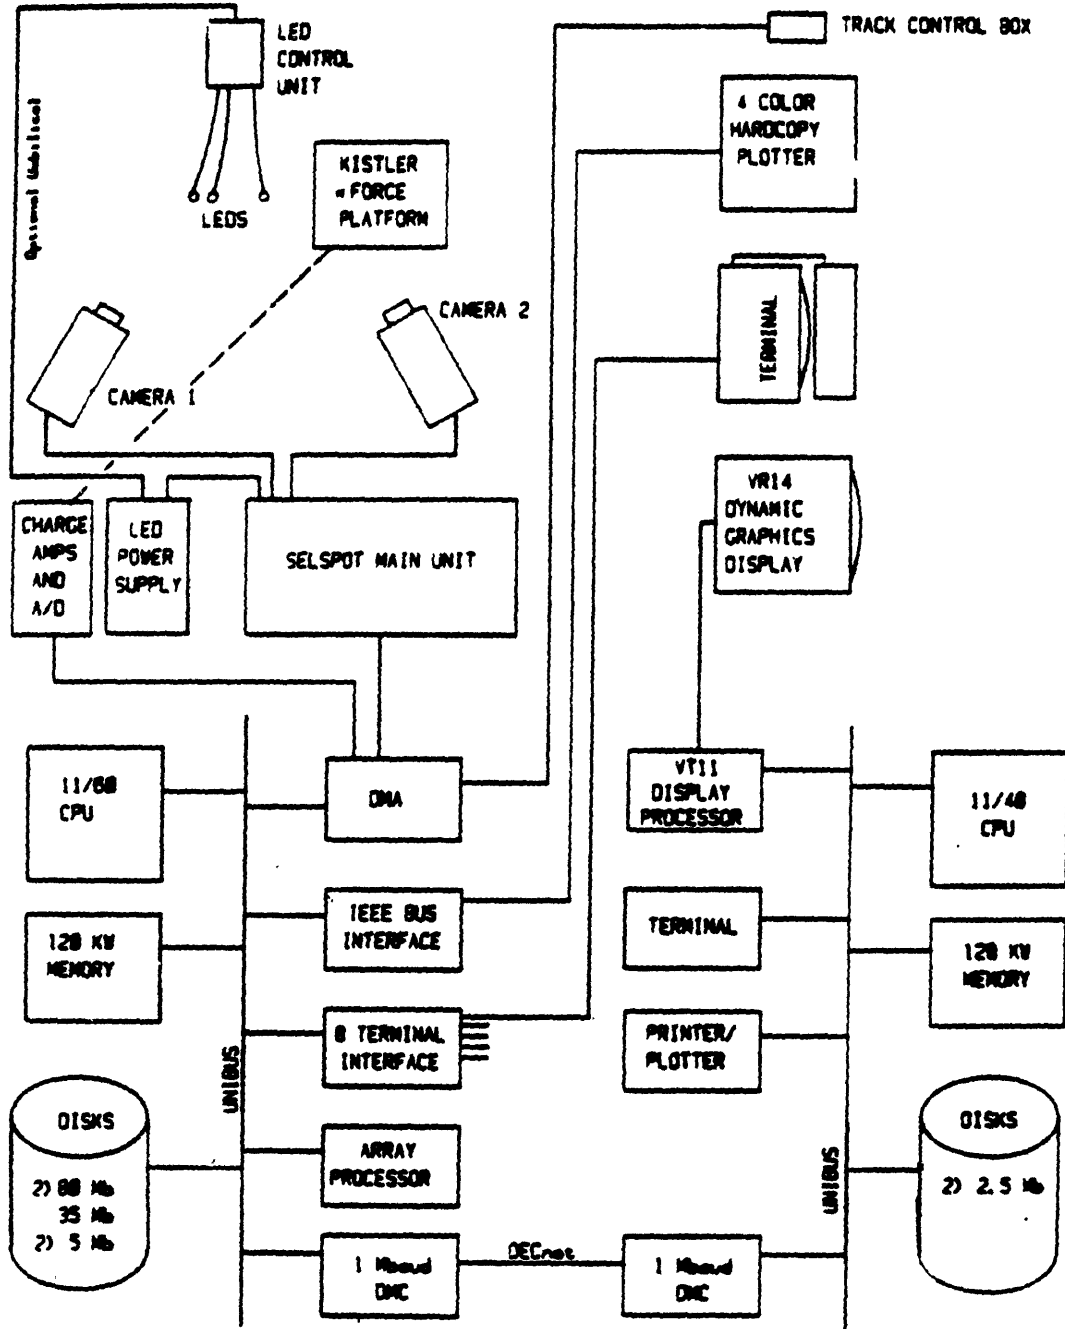 LED
CONTROL
UNIT
TRACK CONTROL BOX
Optional Umbilical
4 COLOR
HARDCOPY
PLOTTER
KISTLER
FORCE
PLATFORM
LEDS
TERMINAL
CAMERA 2
CAMERA 1
VR14
DYNAMIC
GRAPHICS
DISPLAY
CHARGE
AMPS
AND
A/D
LED
POWER
SUPPLY
SELSPOT MAIN UNIT
11/60
CPU
DMA
VT11
DISPLAY
PROCESSOR
11/40
CPU
128 KW
MEMORY
IEEE BUS
INTERFACE
TERMINAL
128 KW
MEMORY
8 TERMINAL
INTERFACE
PRINTER/
PLOTTER
UNIBUS
DISKS
2) 80 Mb
35 Mb
2) 5 Mb
ARRAY
PROCESSOR
UNIBUS
DISKS
2) 2.5 Mb
1 Mbaud
DMC
DECnet
1 Mbaud
DMC